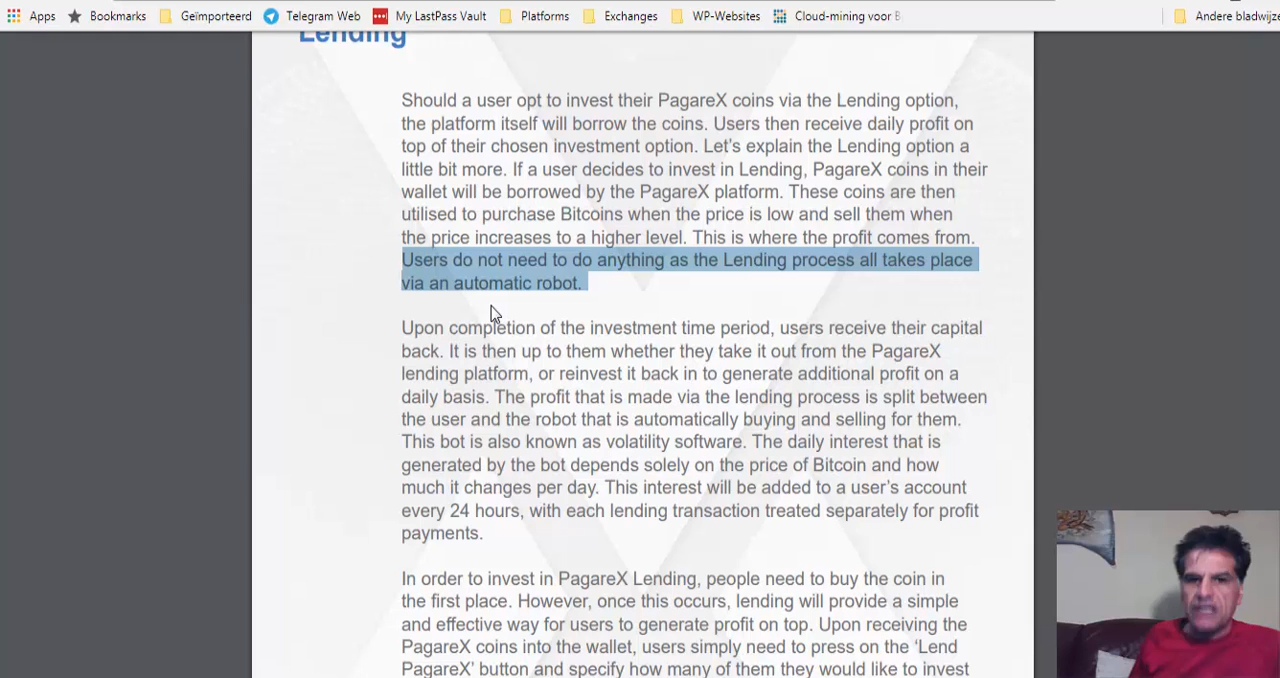 Apps Bookmarks Geïmporteerd Telegram Web My LastPass Vault Platforms Exchanges WP-Websites Cloud-mining voor Andere bladwijze
Lending
Should a user opt to invest their PagareX coins via the Lending option,
the platform itself will borrow the coins. Users then receive daily profit on
top of their chosen investment option. Let's explain the Lending option a
little bit more. If a user decides to invest in Lending, PagareX coins in their
wallet will be borrowed by the PagareX platform. These coins are then
utilised to purchase Bitcoins when the price is low and sell them when
the price increases to a higher level. This is where the profit comes from.
Users do not need to do anything as the Lending process all takes place
via an automatic robot.
Upon completion of the investment time period, users receive their capital
back. It is then up to them whether they take it out from the PagareX
lending platform, or reinvest it back in to generate additional profit on a
daily basis. The profit that is made via the lending process is split between
the user and the robot that is automatically buying and selling for them.
This bot is also known as volatility software. The daily interest that is
generated by the bot depends solely on the price of Bitcoin and how
much it changes per day. This interest will be added to a user's account
every 24 hours, with each lending transaction treated separately for profit
payments.
In order to invest in PagareX Lending, people need to buy the coin in
the first place. However, once this occurs, lending will provide a simple
and effective way for users to generate profit on top. Upon receiving the
PagareX coins into the wallet, users simply need to press on the 'Lend
PagareX' button and specify how many of them they would like to invest